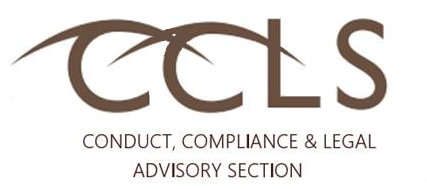 CCLS
CONDUCT, COMPLIANCE & LEGAL
ADVISORY SECTION